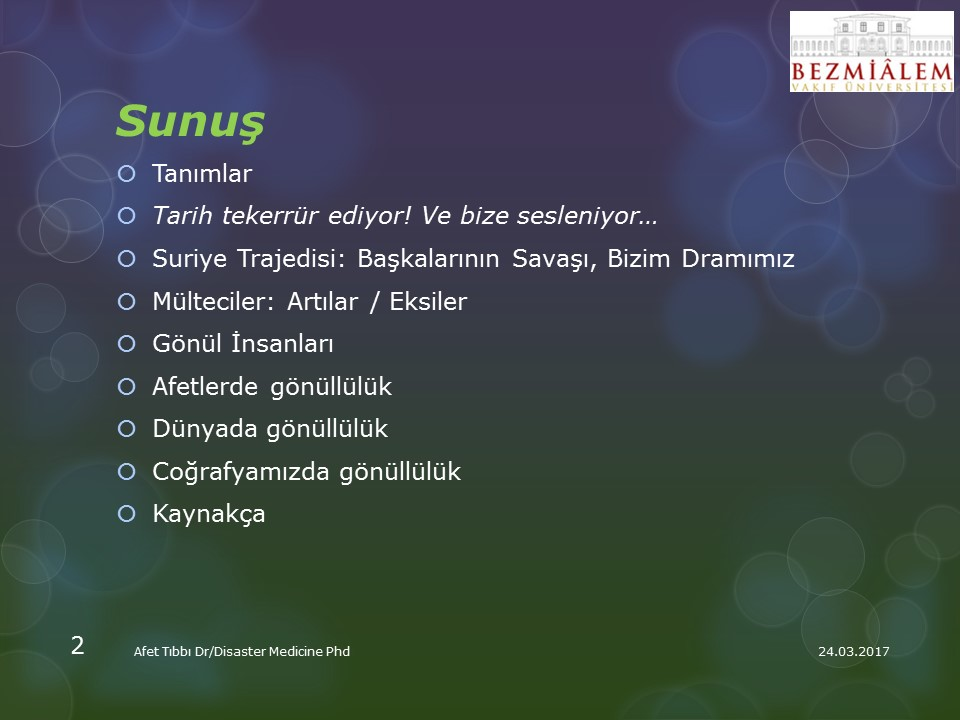 BEZMİÂLEM
VAKIF ÜNİVERSİTESİ
Sunuş
Tanımlar
Tarih tekerrür ediyor! Ve bize sesleniyor…
Suriye Trajedisi: Başkalarının Savaşı, Bizim Dramımız
Mülteciler: Artılar / Eksiler
Gönül İnsanları
Afetlerde gönüllülük
Dünyada gönüllülük
Coğrafyamızda gönüllülük
Kaynakça
2
Afet Tıbbı Dr/Disaster Medicine Phd
24.03.2017